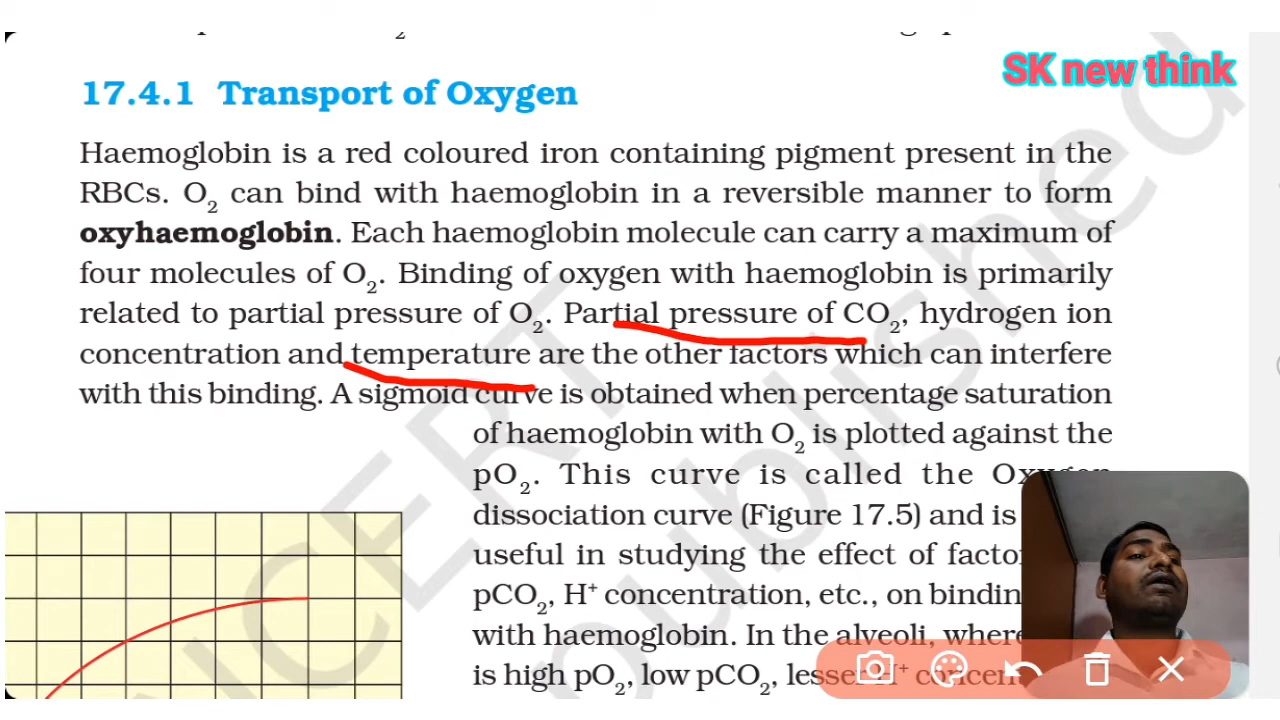 SK new think
17.4.1 Transport of Oxygen
Haemoglobin is a red coloured iron containing pigment present in the
RBCs. O₂ can bind with haemoglobin in a reversible manner to form
oxyhaemoglobin. Each haemoglobin molecule can carry a maximum of
four molecules of O₂. Binding of oxygen with haemoglobin is primarily
related to partial pressure of O₂. Partial pressure of CO₂, hydrogen ion
concentration and temperature are the other factors which can interfere
with this binding. A sigmoid curve is obtained when percentage saturation
of haemoglobin with O₂ is plotted against the
pO₂. This curve is called the Oxygen
dissociation curve (Figure 17.5) and is
useful in studying the effect of
pCO₂, H⁺ concentration, etc., on
with haemoglobin. In the alveoli,
is high pO₂, low pCO₂, lesser H⁺
NCERT
published